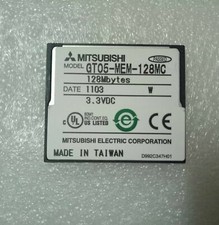 MITSUBISHI
MODEL GT05-MEM-128MC
128Mbytes
DATE 1103 W
3.3VDC
MITSUBISHI ELECTRIC CORPORATION
MADE IN TAIWAN